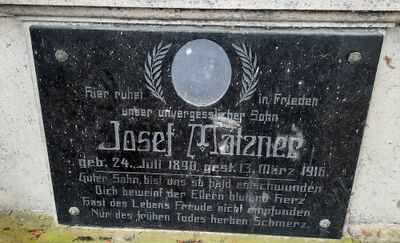 Hier ruhet in Frieden
unser unvergesslicher Sohn
Josef Matzner
geb. 24. Juli 1890, gest. 13. März 1916.
Guter Sohn, bist uns so bald entschwunden
Dich beweint der Eltern blutend Herz
Hast des Lebens Freude nicht empfunden
Nur des frühen Todes herben Schmerz.